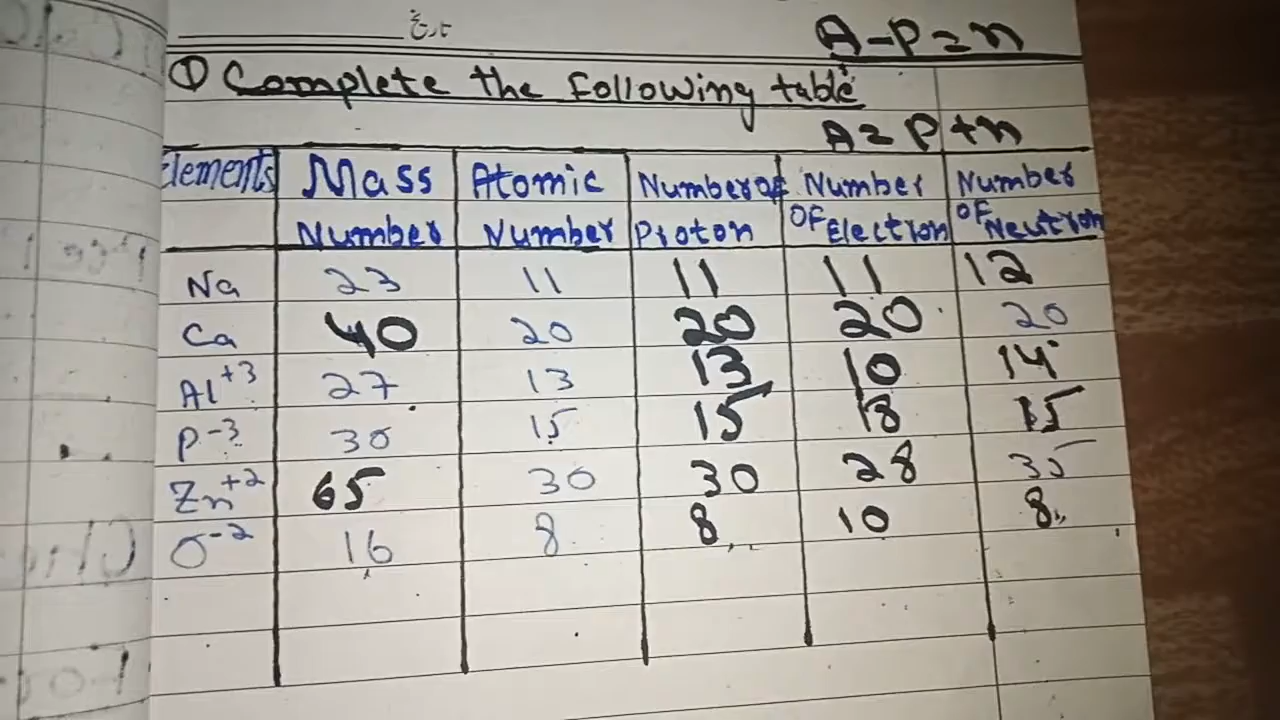 تاریخ
A-P=n
① Complete the Following table
A=P+n
Elements Mass Number Atomic Number Number of Proton Number OF Electron Number OF Neutron
Na 23 11 11 11 12
Ca 40 20 20 20 20
Al+3 27 13 13 10 14
P-3 30 15 15 18 15
Zn+2 65 30 30 28 35
O-2 16 8 8 10 8